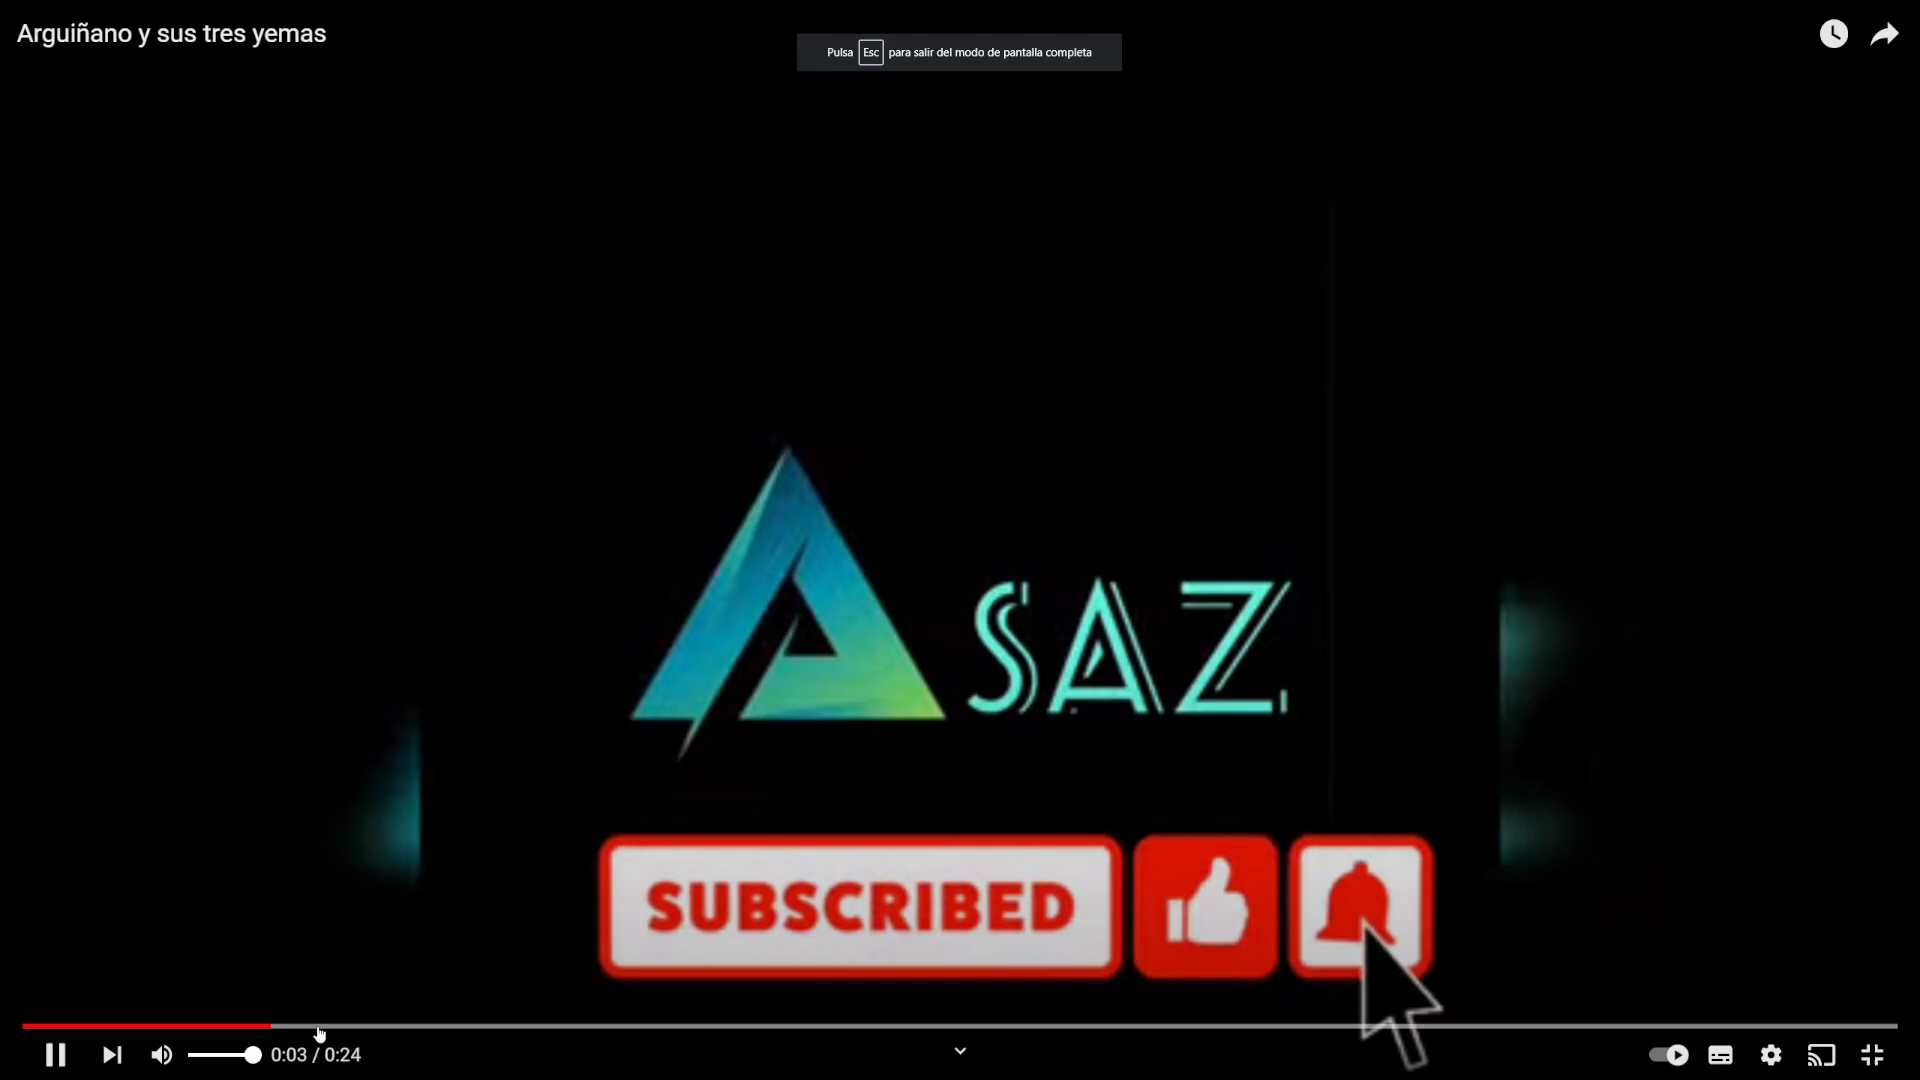 Arguiñano y sus tres yemas
Pulsa Esc para salir del modo de pantalla completa
SAZ
SUBSCRIBED
0:03 / 0:24